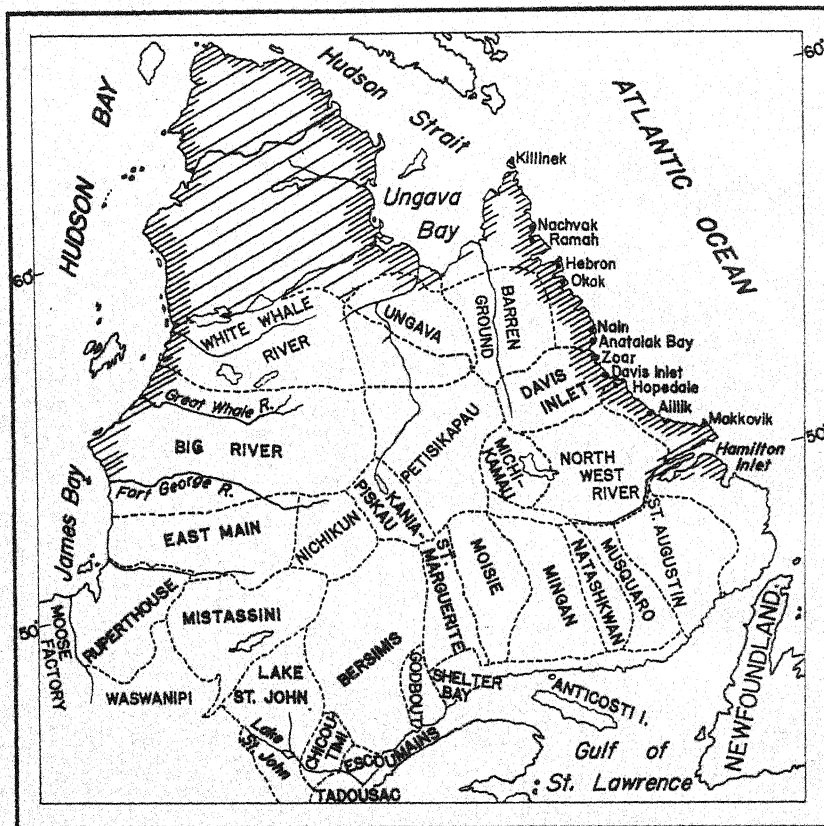 60°
HUDSON BAY
Hudson
Strait
ATLANTIC OCEAN
Killinek
Ungava
Bay
Nachvak
Ramah
Hebron
Okak
60°
WHITE WHALE
RIVER
UNGAVA
BARREN
GROUND
Nain
Anatalak Bay
Zoar
Davis Inlet
Hopedale
Aillik
Makkovik
50°
Hamilton
Inlet
DAVIS
INLET
Great Whale R.
BIG RIVER
PETISIKAPAU
MICHI-
KAMAU
NORTH
WEST
RIVER
Fort George R.
James Bay
EAST MAIN
NICHIKUN
KANIA-
PISKAU
ST.
MARGUERITE
MOISIE
MINGAN
NATASHKWAN
MUSQUARO
ST. AUGUSTIN
50°
MOOSE
FACTORY
RUPERTHOUSE
MISTASSINI
WASWANIPI
LAKE
ST. JOHN
BERSIMIS
GODBOUT
SHELTER
BAY
ANTICOSTI I.
NEWFOUNDLAND
Lake
St. John
CHICOU-
TIMI
ESCOUMAINS
TADOUSAC
Gulf of
St. Lawrence